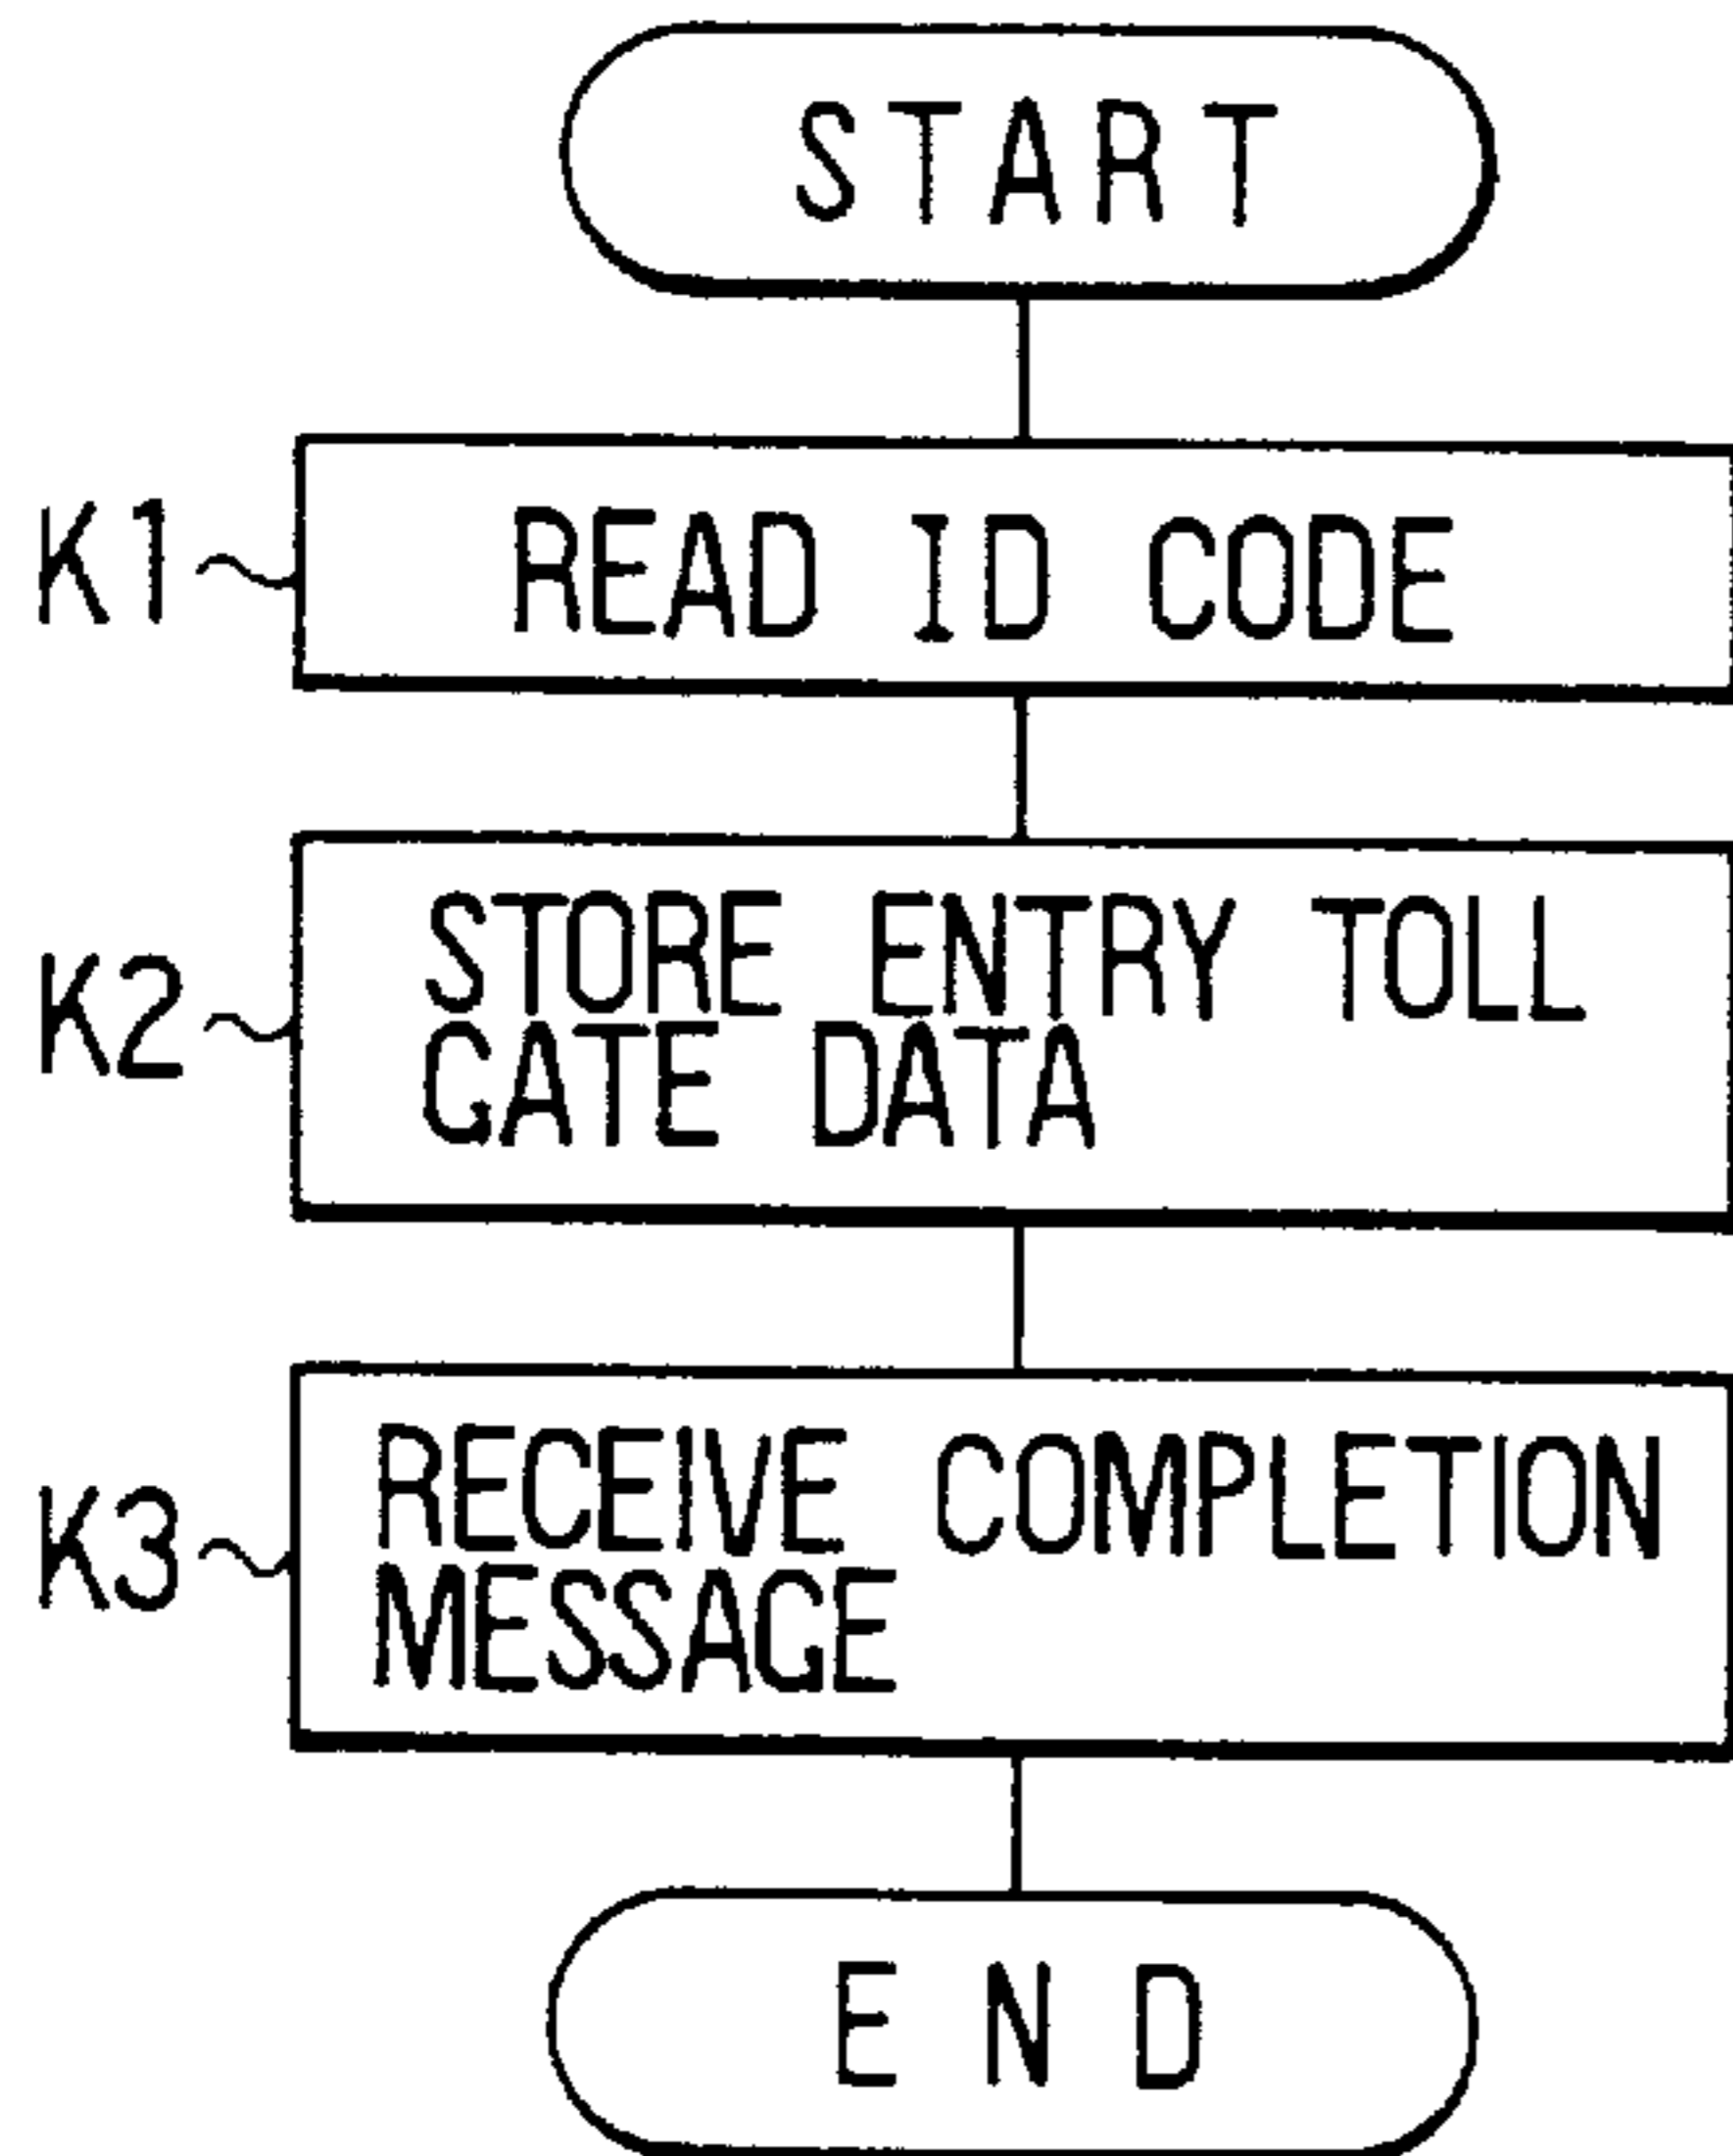 START
K1 READ ID CODE
K2 STORE ENTRY TOLL
GATE DATA
K3 RECEIVE COMPLETION
MESSAGE
END